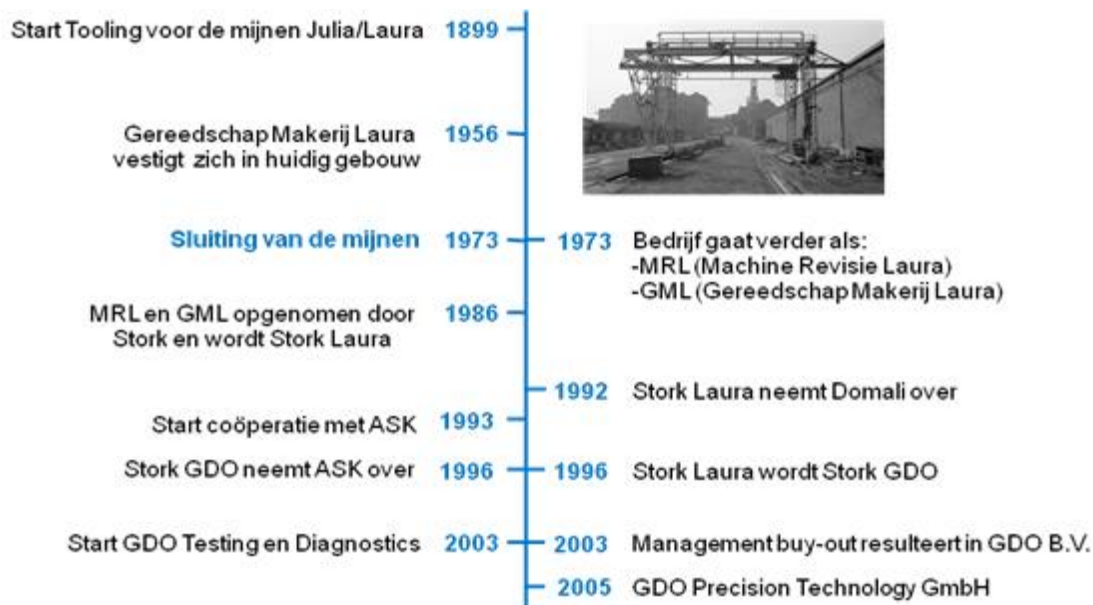 Start Tooling voor de mijnen Julia/Laura 1899
Gereedschap Makerij Laura
vestigt zich in huidig gebouw
1956
Sluiting van de mijnen 1973
1973 Bedrijf gaat verder als:
-MRL (Machine Revisie Laura)
-GML (Gereedschap Makerij Laura)
MRL en GML opgenomen door
Stork en wordt Stork Laura
1986
1992 Stork Laura neemt Domali over
Start coöperatie met ASK 1993
Stork GDO neemt ASK over 1996
1996 Stork Laura wordt Stork GDO
Start GDO Testing en Diagnostics 2003
2003 Management buy-out resulteert in GDO B.V.
2005 GDO Precision Technology GmbH